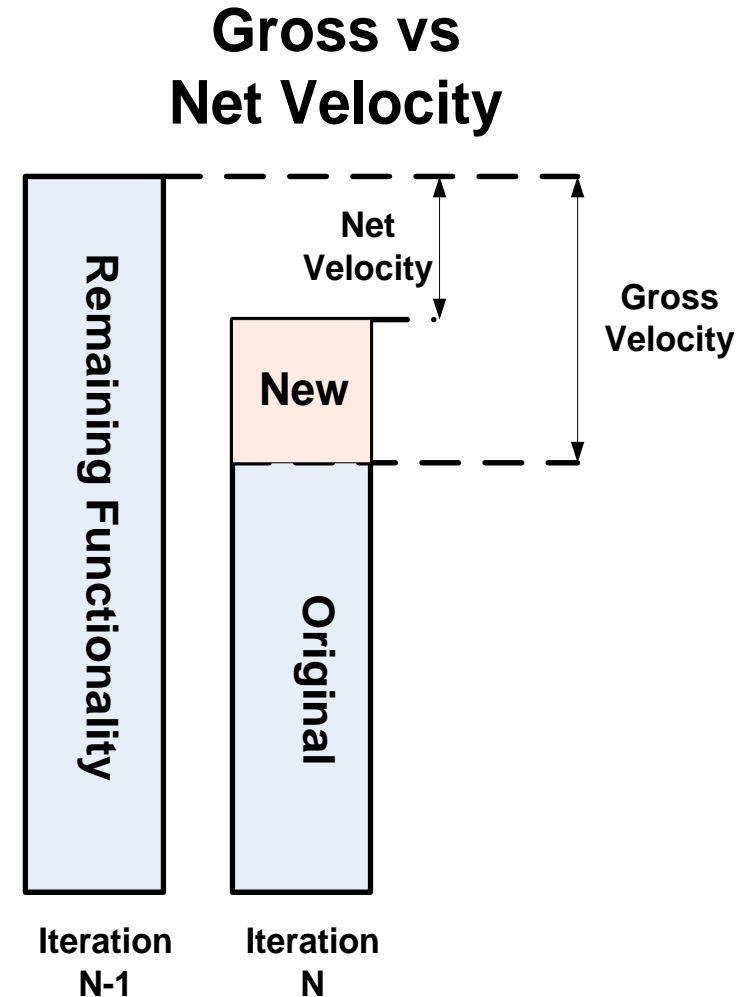 Gross vs
Net Velocity
Net
Velocity
Gross
Velocity
Remaining Functionality
New
Original
Iteration
N-1
Iteration
N